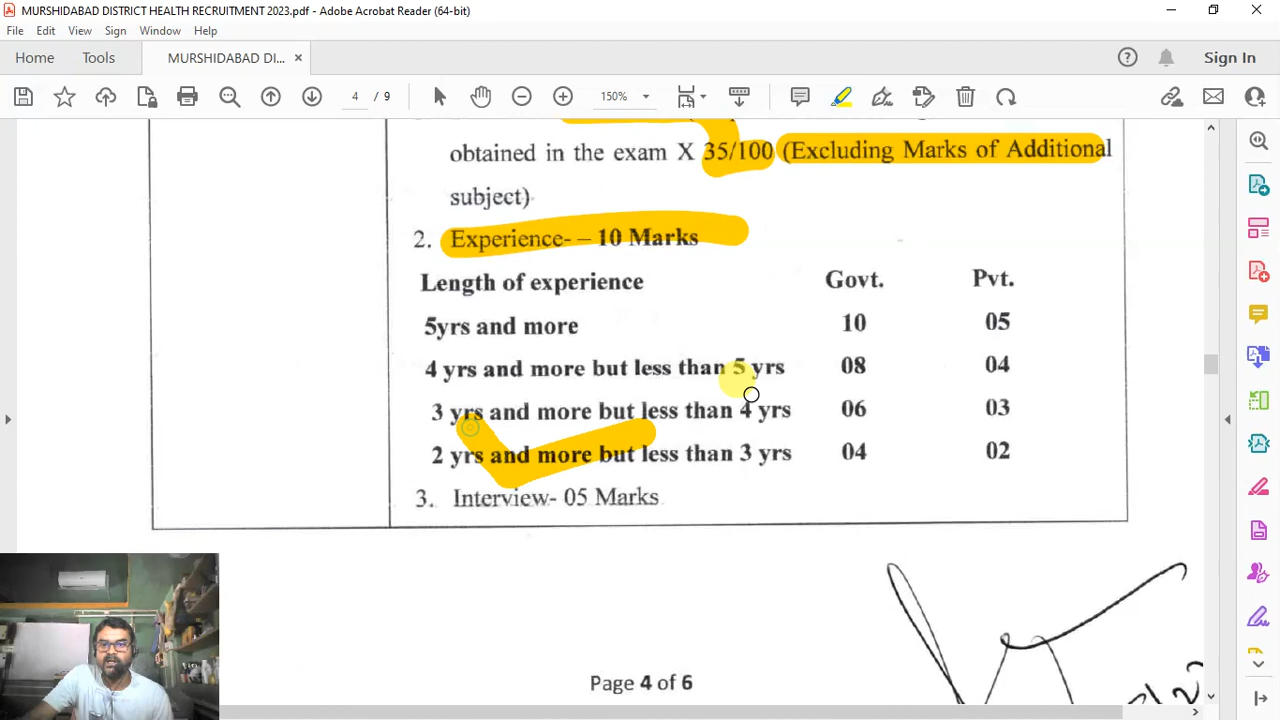 MURSHIDABAD DISTRICT HEALTH RECRUITMENT 2023.pdf - Adobe Acrobat Reader (64-bit)
File Edit View Sign Window Help
Home Tools MURSHIDABAD DI... × Sign In
4 / 9 150%
obtained in the exam X 35/100 (Excluding Marks of Additional
subject)
2. Experience- – 10 Marks
Length of experience Govt. Pvt.
5yrs and more 10 05
4 yrs and more but less than 5 yrs 08 04
3 yrs and more but less than 4 yrs 06 03
2 yrs and more but less than 3 yrs 04 02
3. Interview- 05 Marks
Page 4 of 6